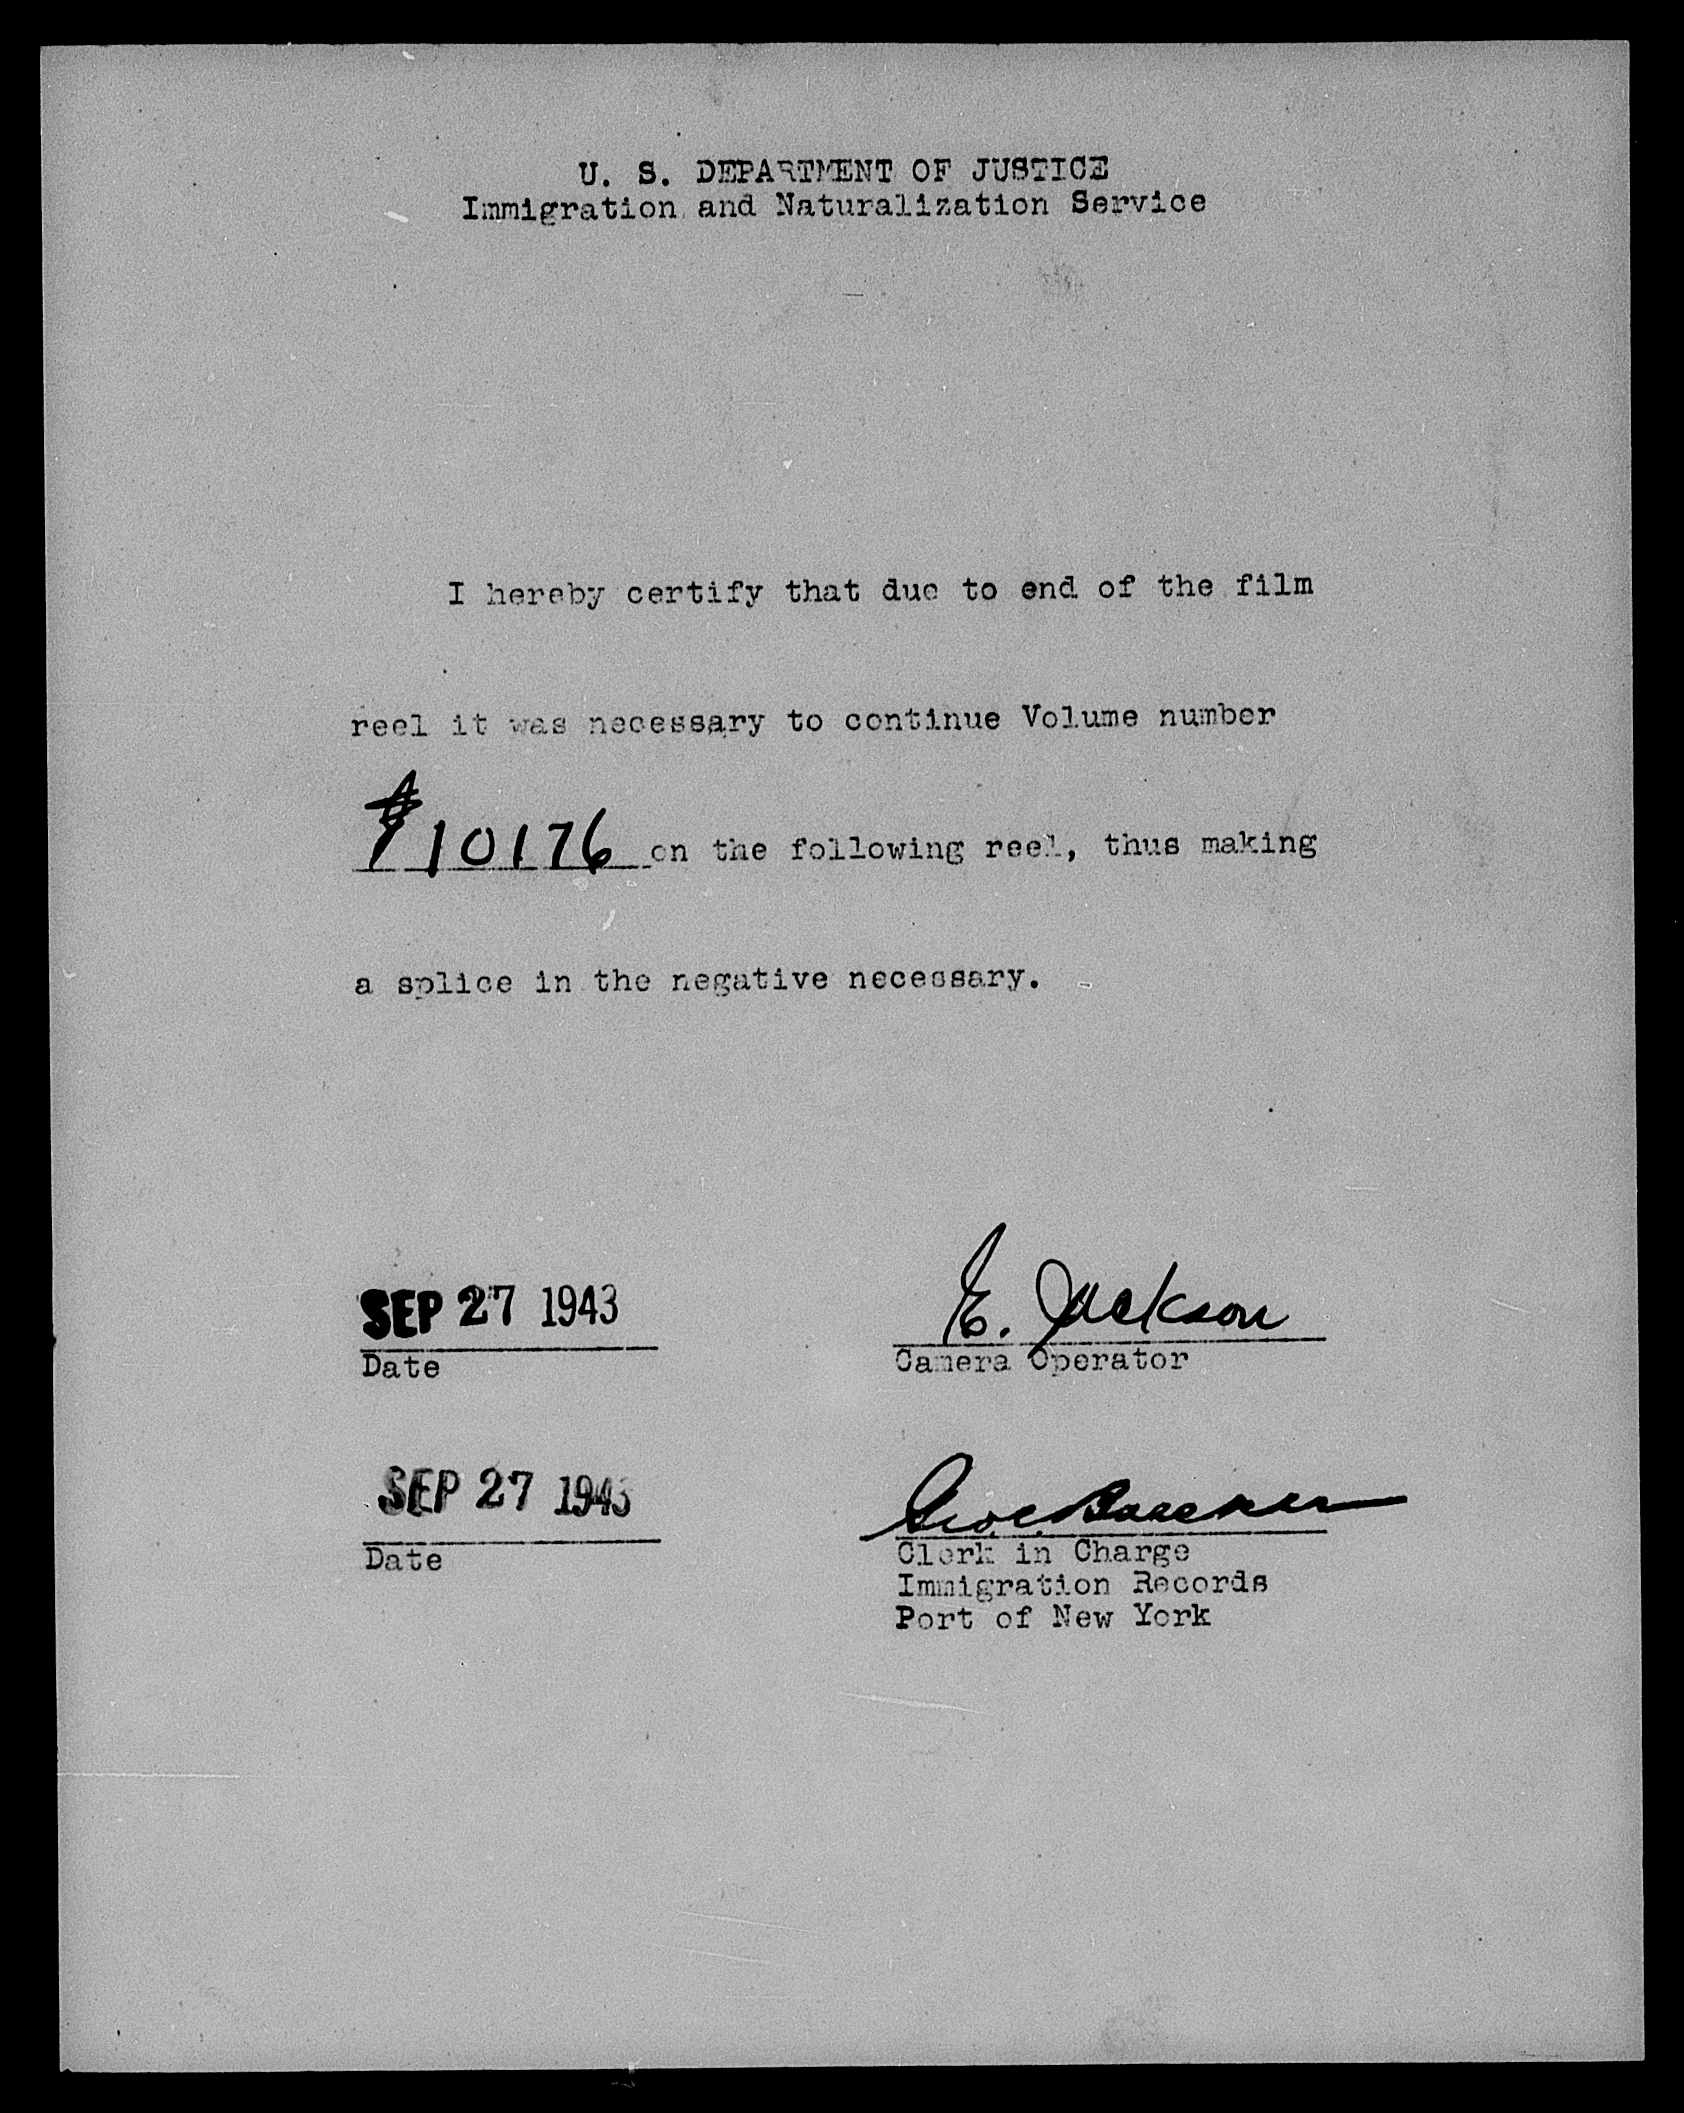 U. S. DEPARTMENT OF JUSTICE
Immigration and Naturalization Service
I hereby certify that due to end of the film
reel it was necessary to continue Volume number
#10176 on the following reel, thus making
a splice in the negative necessary.
SEP 27 1943
E. Jackson
Date
Camera Operator
SEP 27 1943
Geo. C.
Date
Clerk in Charge
Immigration Records
Port of New York